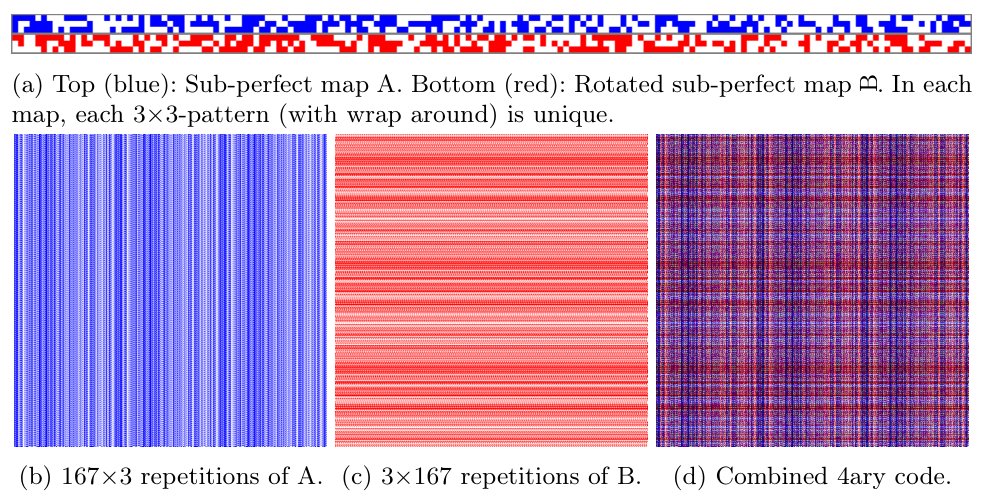 (a) Top (blue): Sub-perfect map A. Bottom (red): Rotated sub-perfect map B. In each
map, each 3×3-pattern (with wrap around) is unique.
(b) 167×3 repetitions of A. (c) 3×167 repetitions of B. (d) Combined 4ary code.